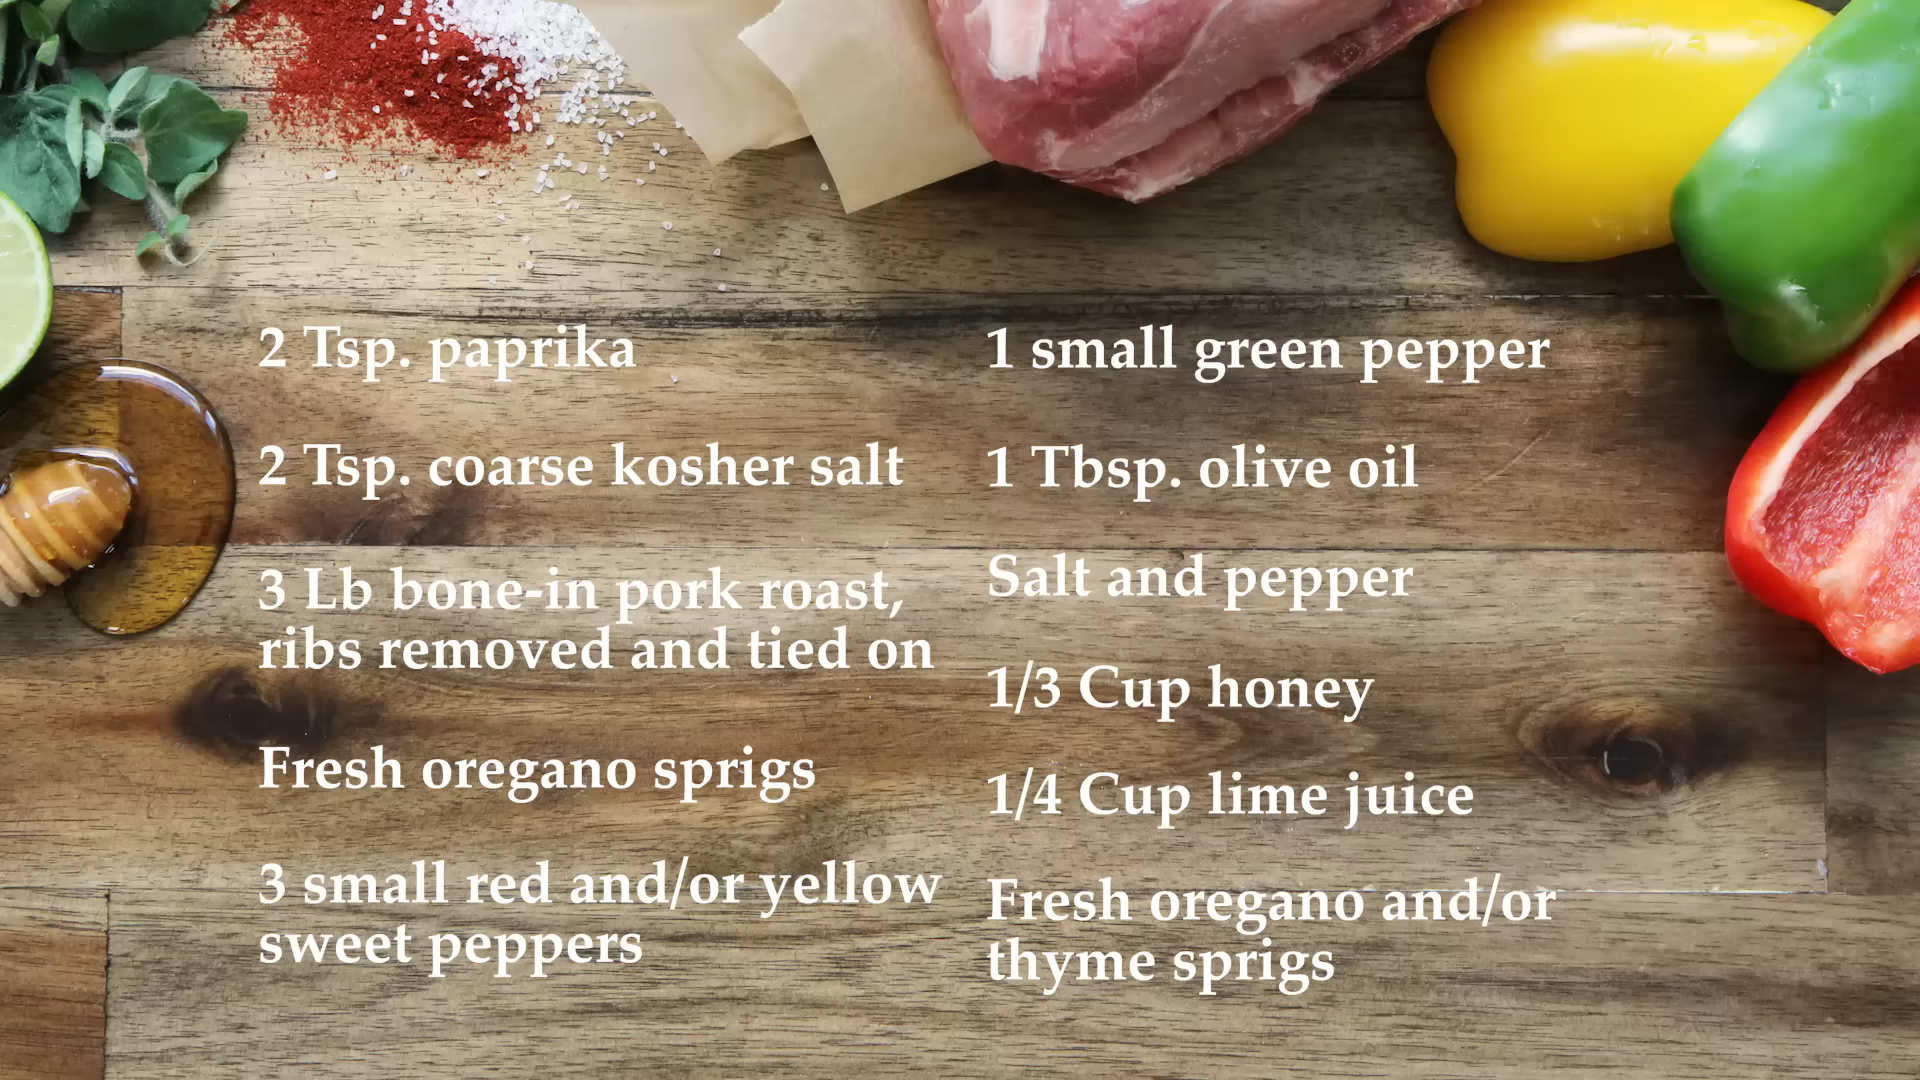 2 Tsp. paprika
2 Tsp. coarse kosher salt
3 Lb bone-in pork roast,
ribs removed and tied on
Fresh oregano sprigs
3 small red and/or yellow
sweet peppers
1 small green pepper
1 Tbsp. olive oil
Salt and pepper
1/3 Cup honey
1/4 Cup lime juice
Fresh oregano and/or
thyme sprigs